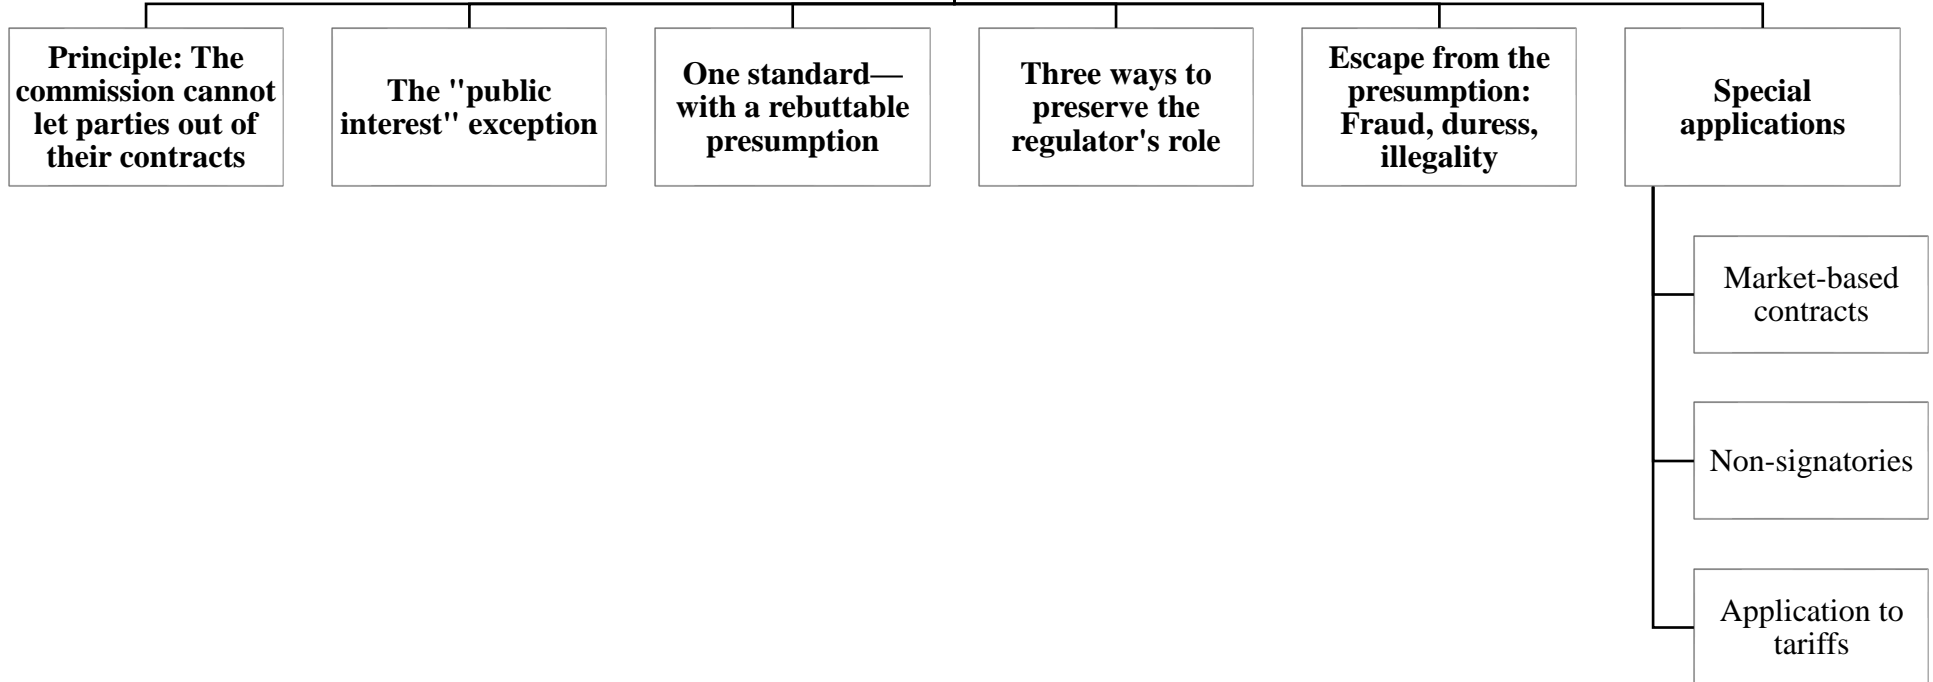 Principle: The
commission cannot
let parties out of
their contracts
The "public
interest" exception
One standard—
with a rebuttable
presumption
Three ways to
preserve the
regulator's role
Escape from the
presumption:
Fraud, duress,
illegality
Special
applications
Market-based
contracts
Non-signatories
Application to
tariffs